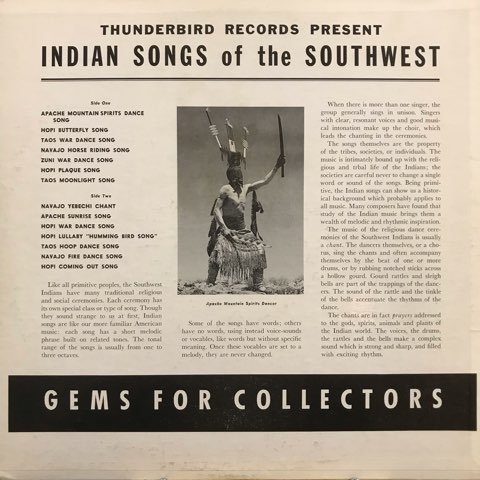 THUNDERBIRD RECORDS PRESENT
INDIAN SONGS of the SOUTHWEST
Side One
APACHE MOUNTAIN SPIRITS DANCE
SONG
HOPI BUTTERFLY SONG
TAOS WAR DANCE SONG
NAVAJO HORSE RIDING SONG
ZUNI WAR DANCE SONG
HOPI PLAQUE SONG
TAOS MOONLIGHT SONG
Side Two
NAVAJO YEBECHI CHANT
APACHE SUNRISE SONG
HOPI WAR DANCE SONG
HOPI LULLABY "HUMMING BIRD SONG"
TAOS HOOP DANCE SONG
NAVAJO FIRE DANCE SONG
HOPI COMING OUT SONG
Like all primitive peoples, the Southwest
Indians have many traditional religious
and social ceremonies. Each ceremony has
its own special class or type of song. Though
they sound strange to us at first, Indian
songs are like our more familiar American
music: each song has a short melodic
phrase built on related tones. The tonal
range of the songs is usually from one to
three octaves.
Apache Mountain Spirits Dancer
Some of the songs have words; others
have no words, using instead voice-sounds
or vocables, like words but without specific
meaning. Once these vocables are set to a
melody, they are never changed.
When there is more than one singer, the
group generally sings in unison. Singers
with clear, resonant voices and good musi-
cal intonation make up the choir, which
leads the chanting in the ceremonies.
The songs themselves are the property
of the tribes, societies, or individuals. The
music is intimately bound up with the reli-
gious and tribal life of the Indians; the
societies are careful never to change a single
word or sound of the songs. Being primi-
tive, the Indian songs can show us a histor-
ical background which probably applies to
all music. Many composers have found that
study of the Indian music brings them a
wealth of melodic and rhythmic inspiration.
The music of the religious dance cere-
monies of the Southwest Indians is usually
a chant. The dancers themselves, or a cho-
rus, sing the chants and often accompany
themselves by the beat of one or more
drums, or by rubbing notched sticks across
a hollow gourd. Gourd rattles and sleigh
bells are part of the trappings of the danc-
ers. The sound of the rattle and the tinkle
of the bells accentuate the rhythms of the
dance.
The chants are in fact prayers addressed
to the gods, spirits, animals and plants of
the Indian world. The voices, the drums,
the rattles and the bells make a complex
sound which is strong and sharp, and filled
with exciting rhythm.
GEMS FOR COLLECTORS